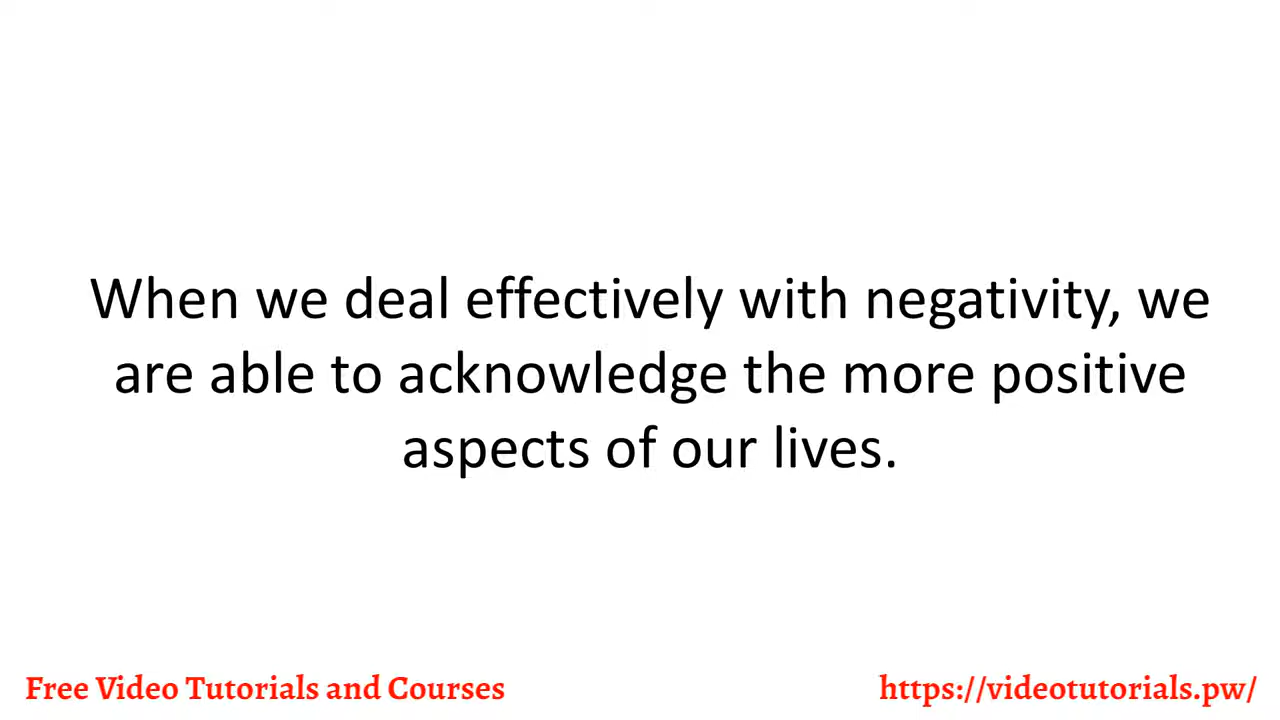 When we deal effectively with negativity, we
are able to acknowledge the more positive
aspects of our lives.
Free Video Tutorials and Courses
https://videotutorials.pw/